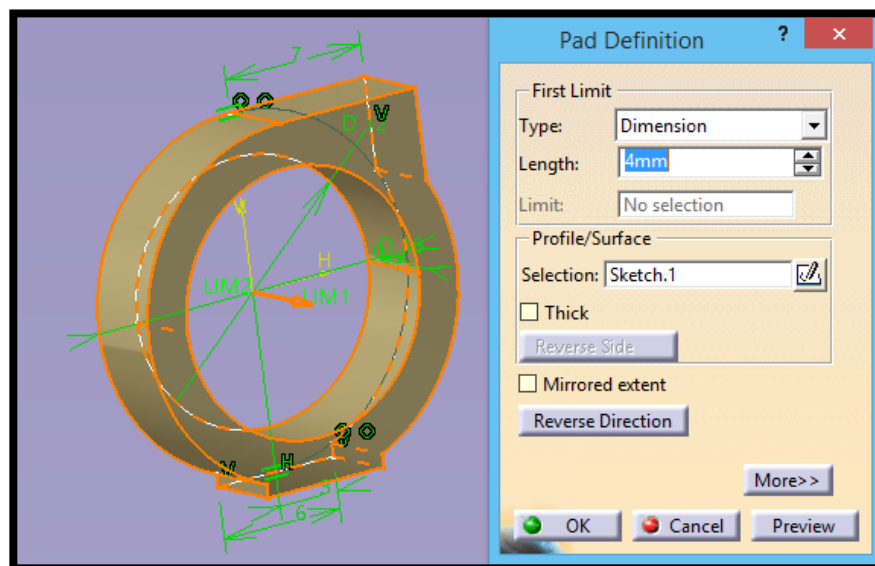 Pad Definition ? ×
First Limit
Type: Dimension
Length: 4mm
Limit: No selection
Profile/Surface
Selection: Sketch.1
Thick
Reverse Side
Mirrored extent
Reverse Direction
More>>
OK Cancel Preview
7
V
D
V
H
D
LIM2
LIM1
V
H
V
3
6